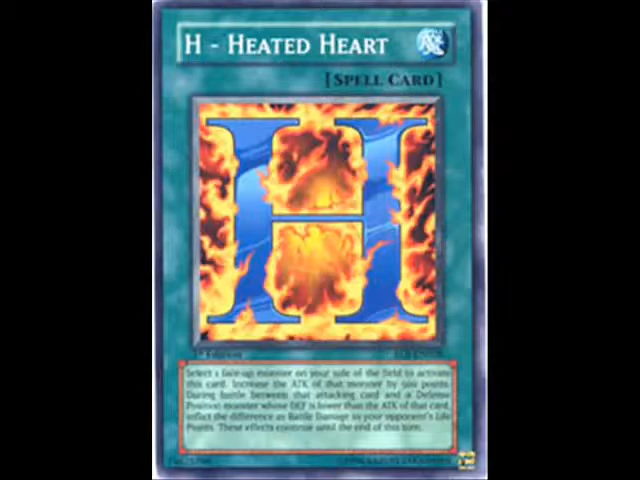 H - HEATED HEART
[SPELL CARD]
1st Edition
Select 1 face-up monster on your side of the field to activate
this card. Increase the ATK of that monster by 500 points.
During battle between that attacking card and a Defense
Position monster whose DEF is lower than the ATK of that card,
inflict the difference as Battle Damage to your opponent's Life
Points. These effects continue until the end of this turn.